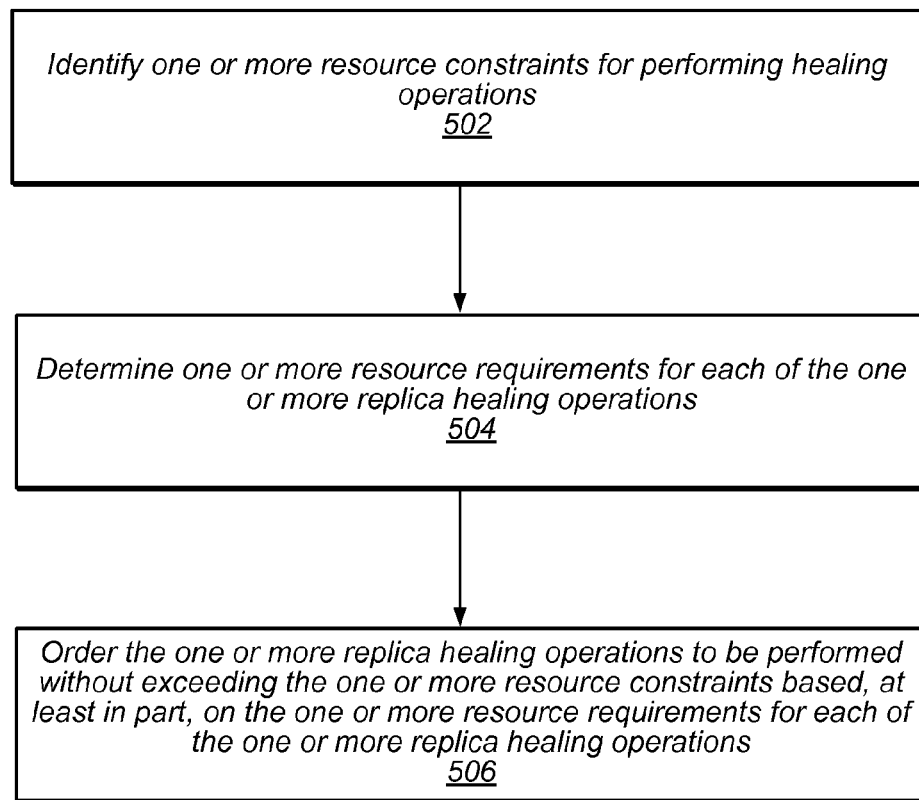 Identify one or more resource constraints for performing healing
operations
502
Determine one or more resource requirements for each of the one
or more replica healing operations
504
Order the one or more replica healing operations to be performed
without exceeding the one or more resource constraints based, at
least in part, on the one or more resource requirements for each of
the one or more replica healing operations
506